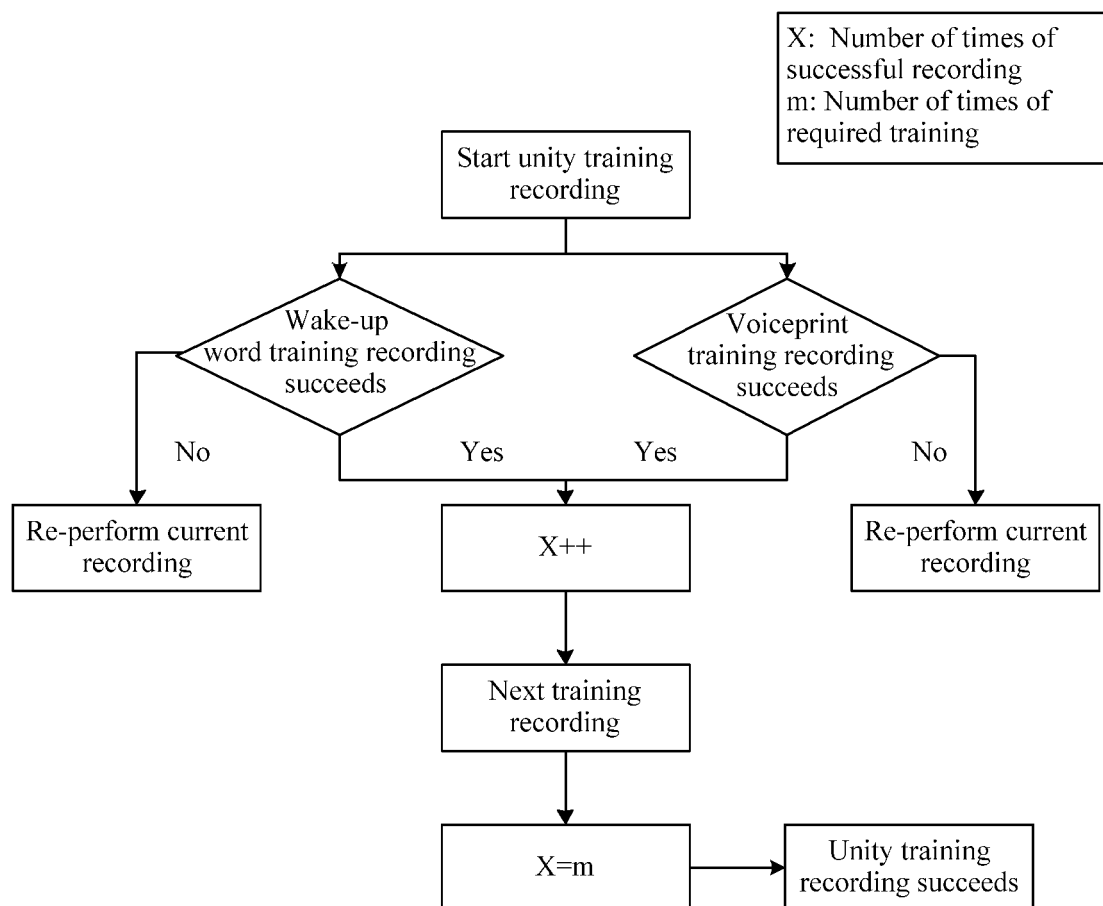 X: Number of times of
successful recording
m: Number of times of
required training
Start unity training
recording
Wake-up
word training recording
succeeds
Voiceprint
training recording
succeeds
No
Yes
Yes
No
Re-perform current
recording
X++
Re-perform current
recording
Next training
recording
X=m
Unity training
recording succeeds